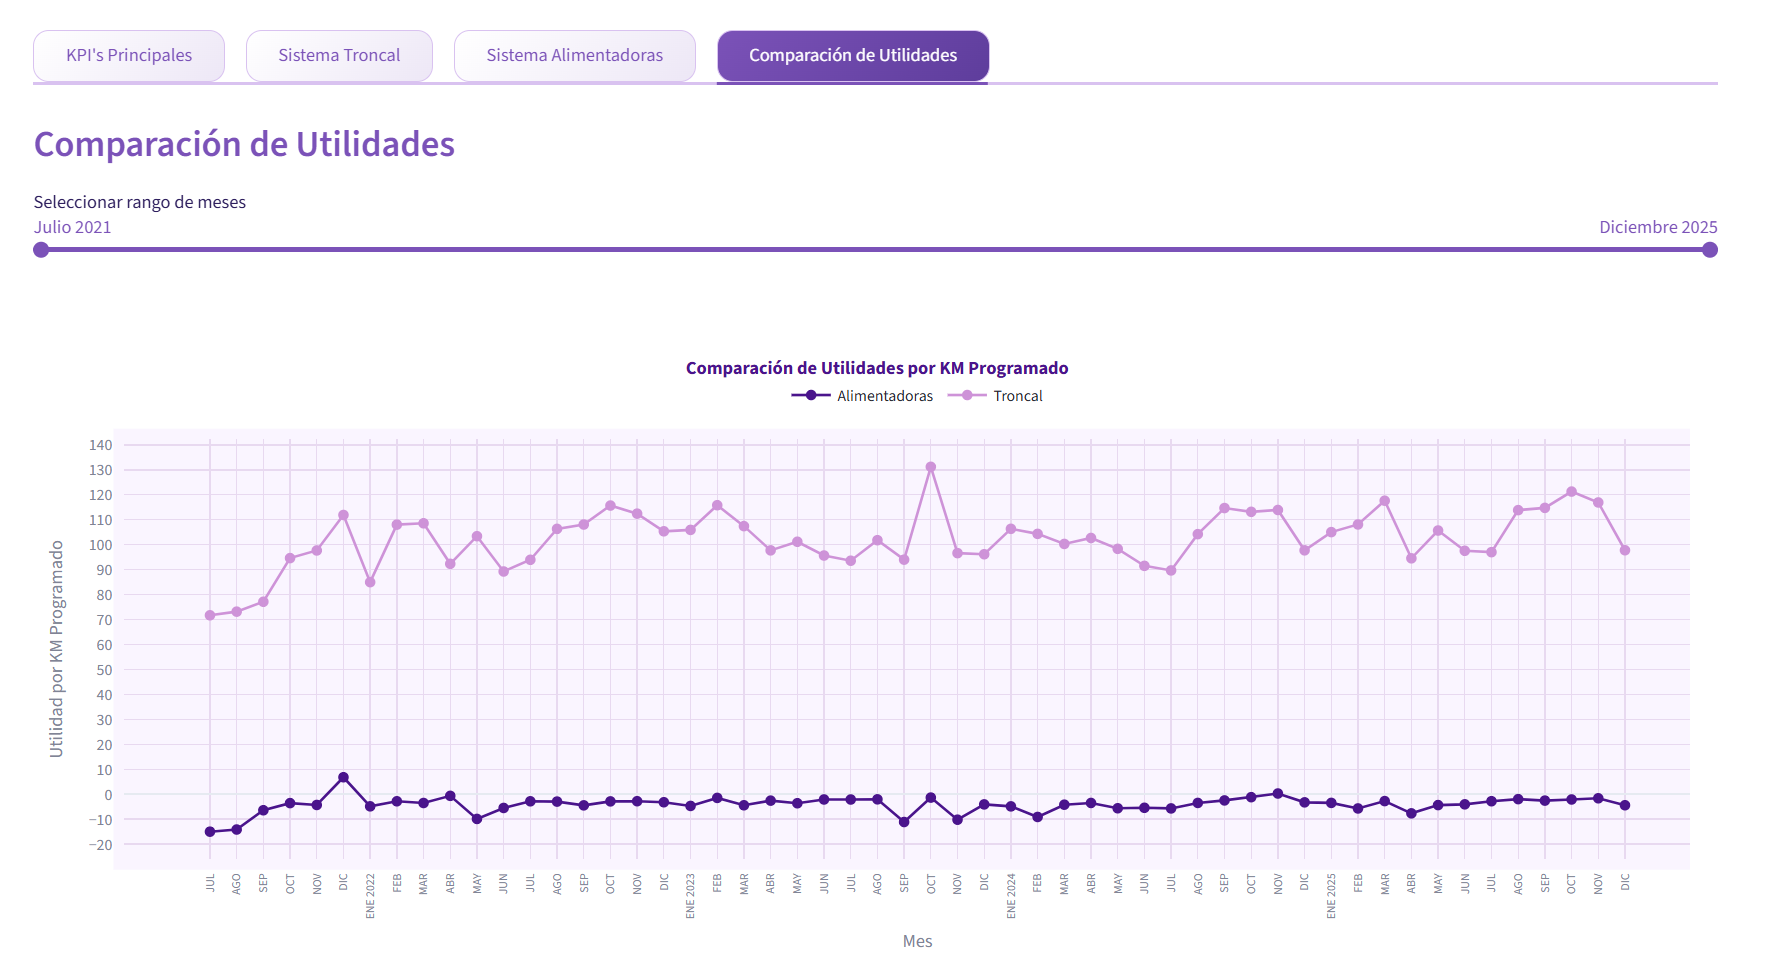 KPI's Principales
Sistema Troncal
Sistema Alimentadoras
Comparación de Utilidades
Comparación de Utilidades
Seleccionar rango de meses
Julio 2021
Diciembre 2025
Comparación de Utilidades por KM Programado
Alimentadoras
Troncal
Utilidad por KM Programado
140
130
120
110
100
90
80
70
60
50
40
30
20
10
0
−10
−20
JUL
AGO
SEP
OCT
NOV
DIC
ENE 2022
FEB
MAR
ABR
MAY
JUN
JUL
AGO
SEP
OCT
NOV
DIC
ENE 2023
FEB
MAR
ABR
MAY
JUN
JUL
AGO
SEP
OCT
NOV
DIC
ENE 2024
FEB
MAR
ABR
MAY
JUN
JUL
AGO
SEP
OCT
NOV
DIC
ENE 2025
FEB
MAR
ABR
MAY
JUN
JUL
AGO
SEP
OCT
NOV
DIC
Mes